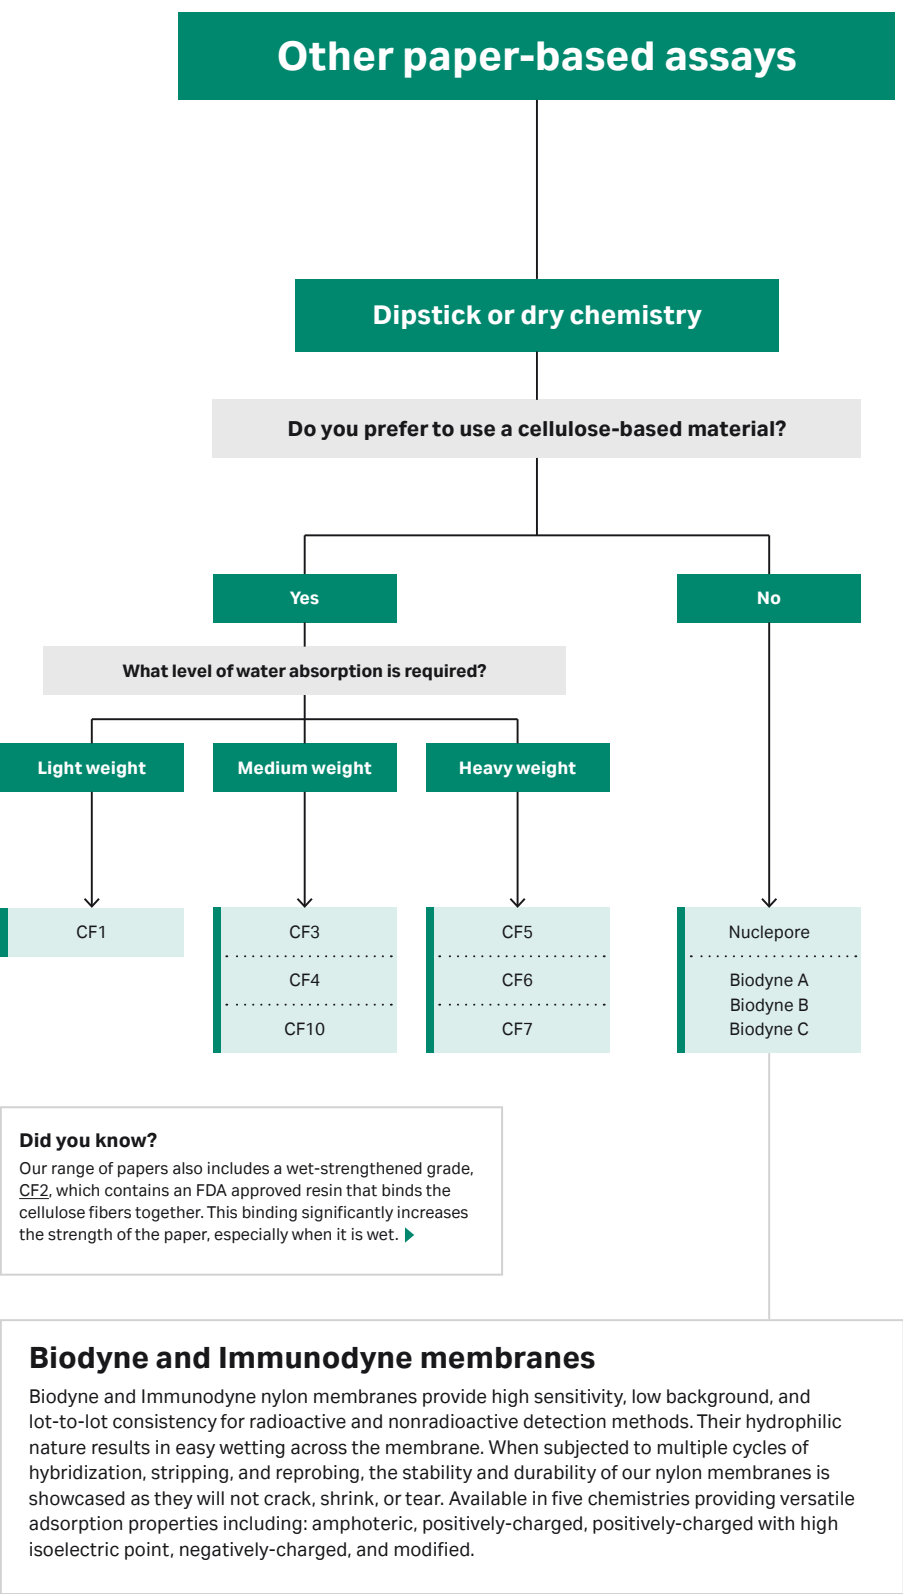 Other paper-based assays
Dipstick or dry chemistry
Do you prefer to use a cellulose-based material?
Yes
No
What level of water absorption is required?
Light weight
Medium weight
Heavy weight
CF1
CF3
CF4
CF10
CF5
CF6
CF7
Nuclepore
Biodyne A
Biodyne B
Biodyne C
Did you know?
Our range of papers also includes a wet-strengthened grade,
CF2, which contains an FDA approved resin that binds the
cellulose fibers together. This binding significantly increases
the strength of the paper, especially when it is wet.
Biodyne and Immunodyne membranes
Biodyne and Immunodyne nylon membranes provide high sensitivity, low background, and
lot-to-lot consistency for radioactive and nonradioactive detection methods. Their hydrophilic
nature results in easy wetting across the membrane. When subjected to multiple cycles of
hybridization, stripping, and reprobing, the stability and durability of our nylon membranes is
showcased as they will not crack, shrink, or tear. Available in five chemistries providing versatile
adsorption properties including: amphoteric, positively-charged, positively-charged with high
isoelectric point, negatively-charged, and modified.